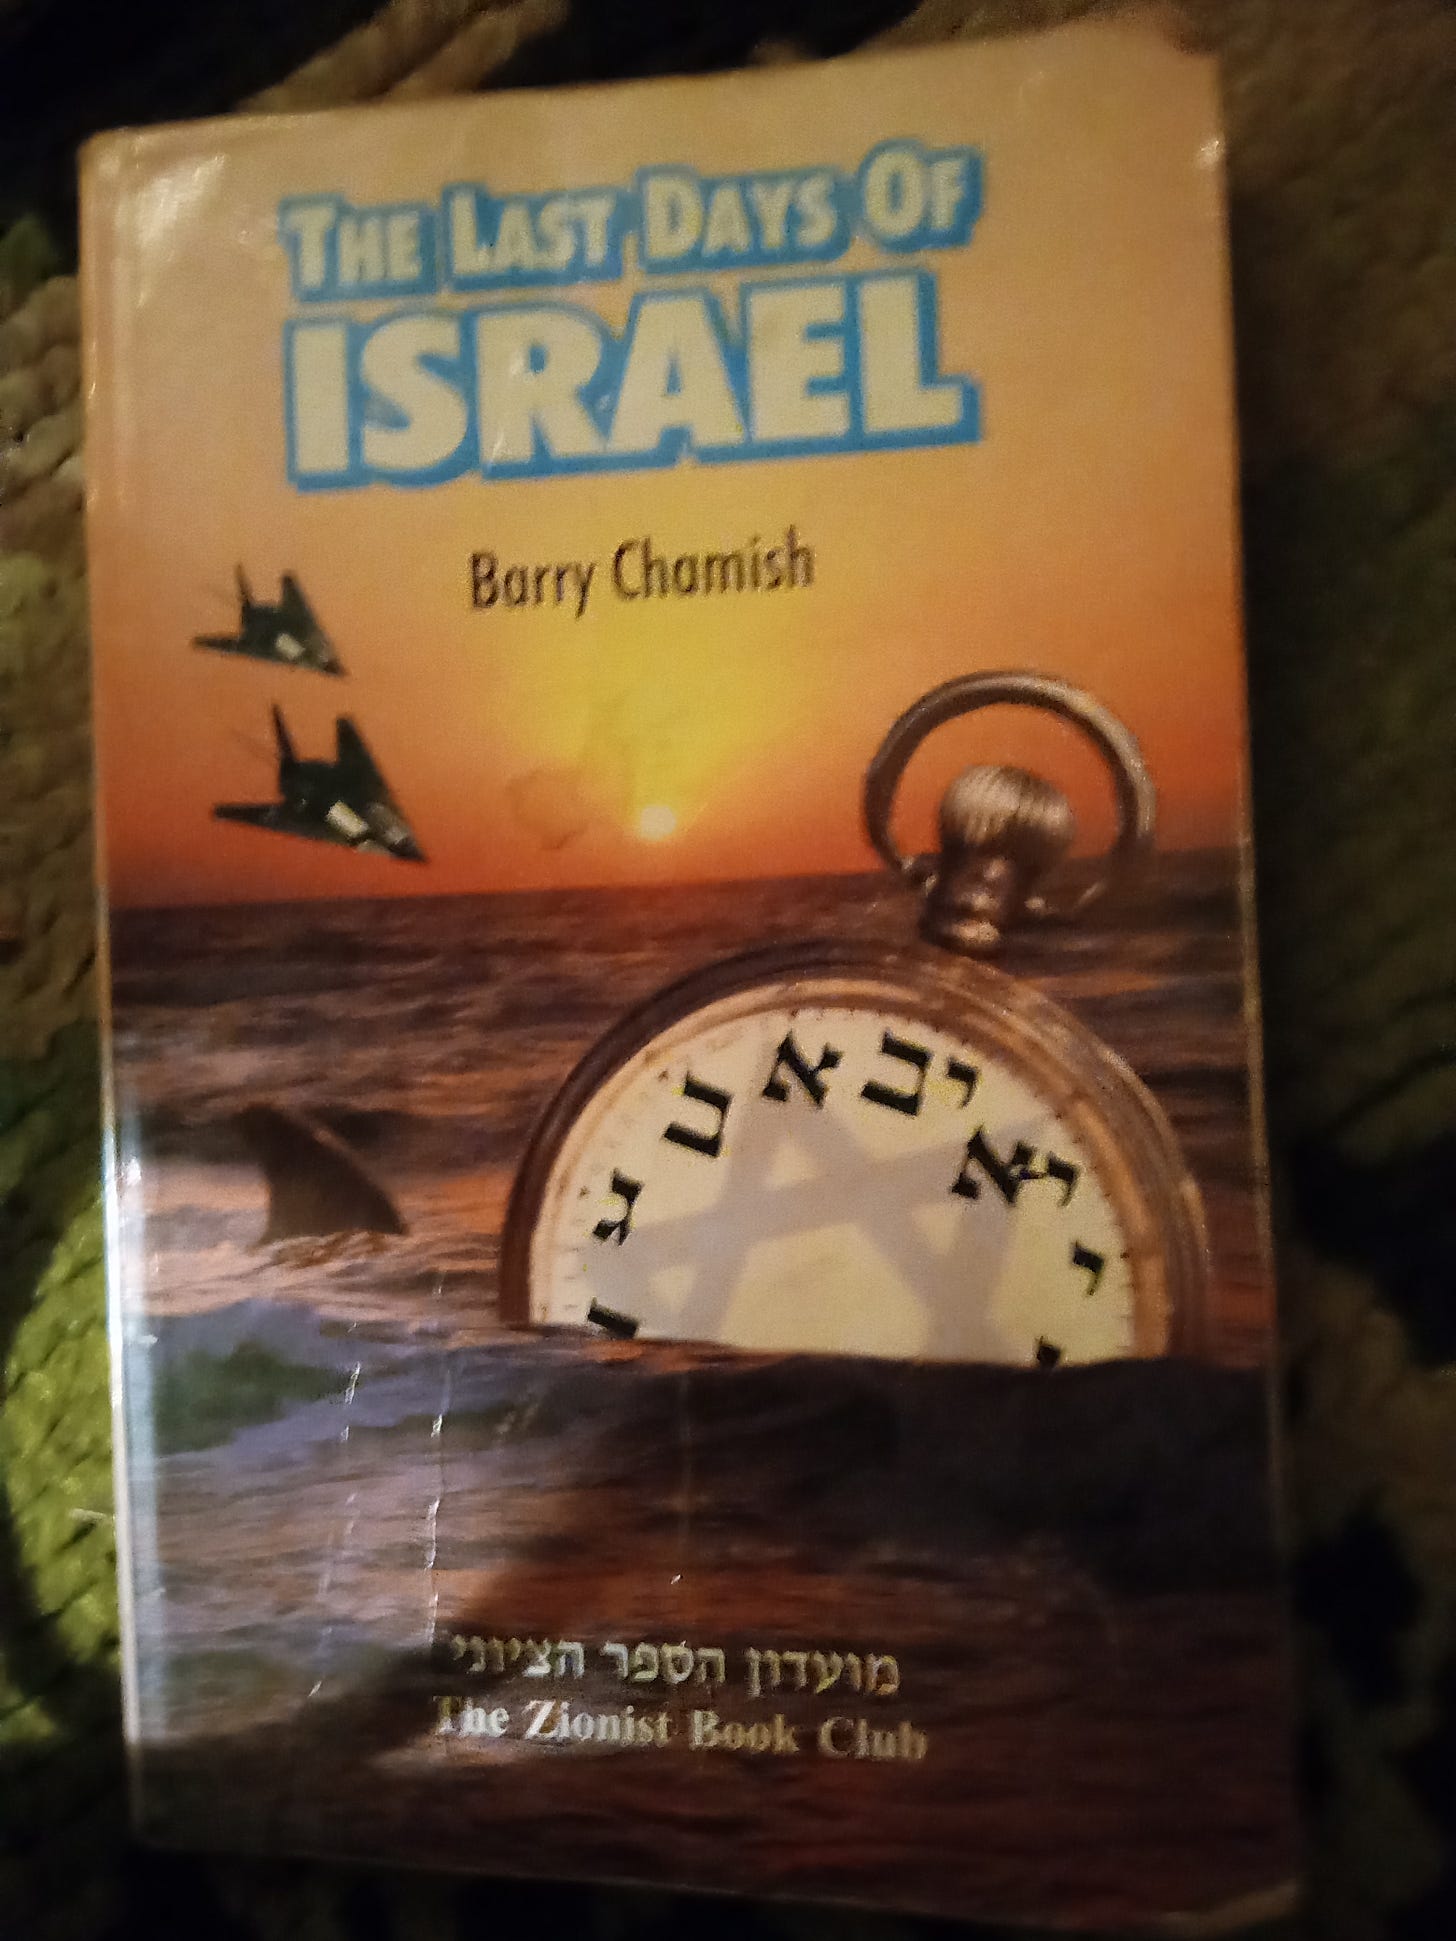 THE LAST DAYS OF
ISRAEL
Barry Chamish
מועדון הספר הציוני
The Zionist Book Club